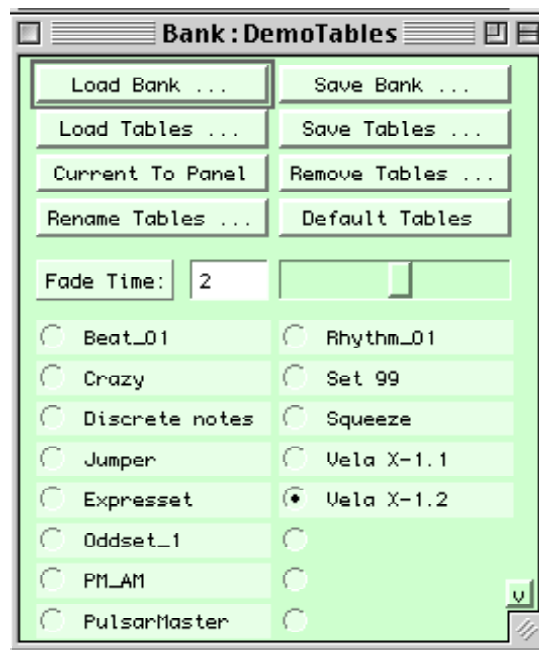 Bank:DemoTables
Load Bank ... Save Bank ...
Load Tables ... Save Tables ...
Current To Panel Remove Tables ...
Rename Tables ... Default Tables
Fade Time: 2
Beat_01 Rhythm_01
Crazy Set 99
Discrete notes Squeeze
Jumper Vela X-1.1
Expresset Vela X-1.2
Oddset_1
PM_AM
PulsarMaster
v